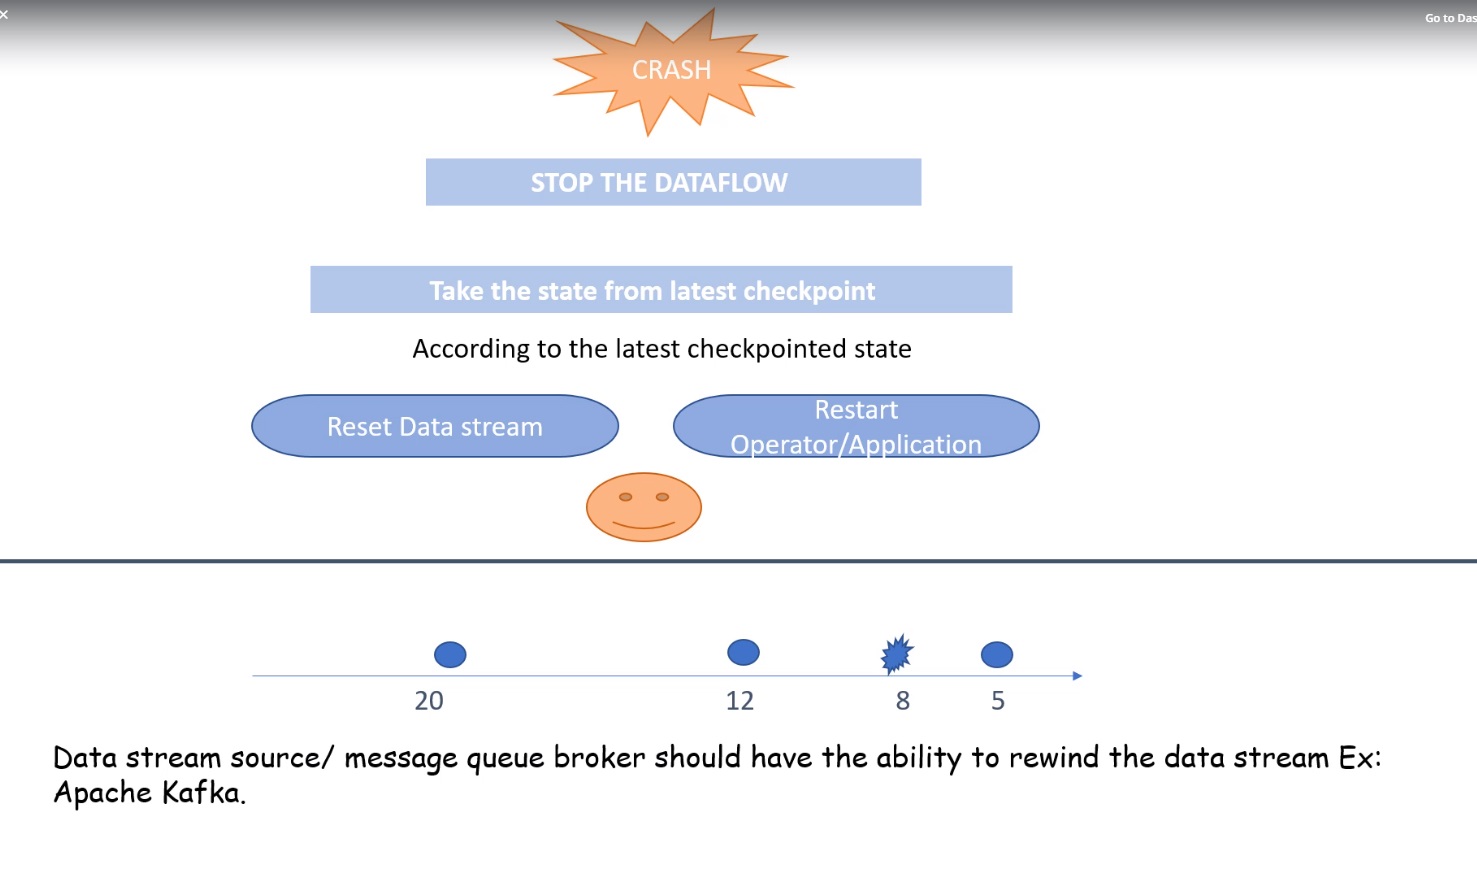 ×
Go to Das
CRASH
STOP THE DATAFLOW
Take the state from latest checkpoint
According to the latest checkpointed state
Reset Data stream
Restart
Operator/Application
20 12 8 5
Data stream source/ message queue broker should have the ability to rewind the data stream Ex:
Apache Kafka.